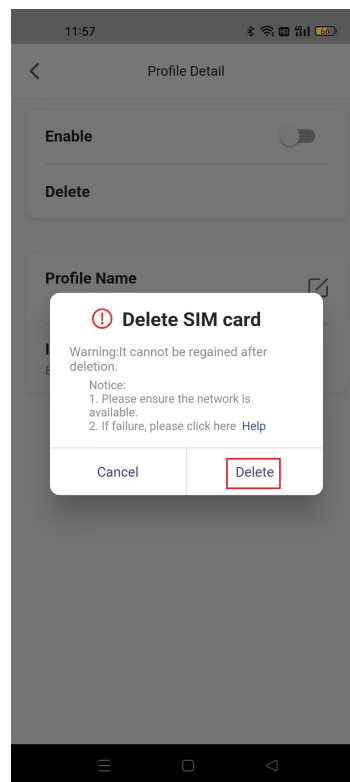 11:57
Profile Detail
Enable
Delete
Profile Name
Delete SIM card
Warning:It cannot be regained after
deletion.
Notice:
1. Please ensure the network is
available.
2. If failure, please click here Help
Cancel
Delete